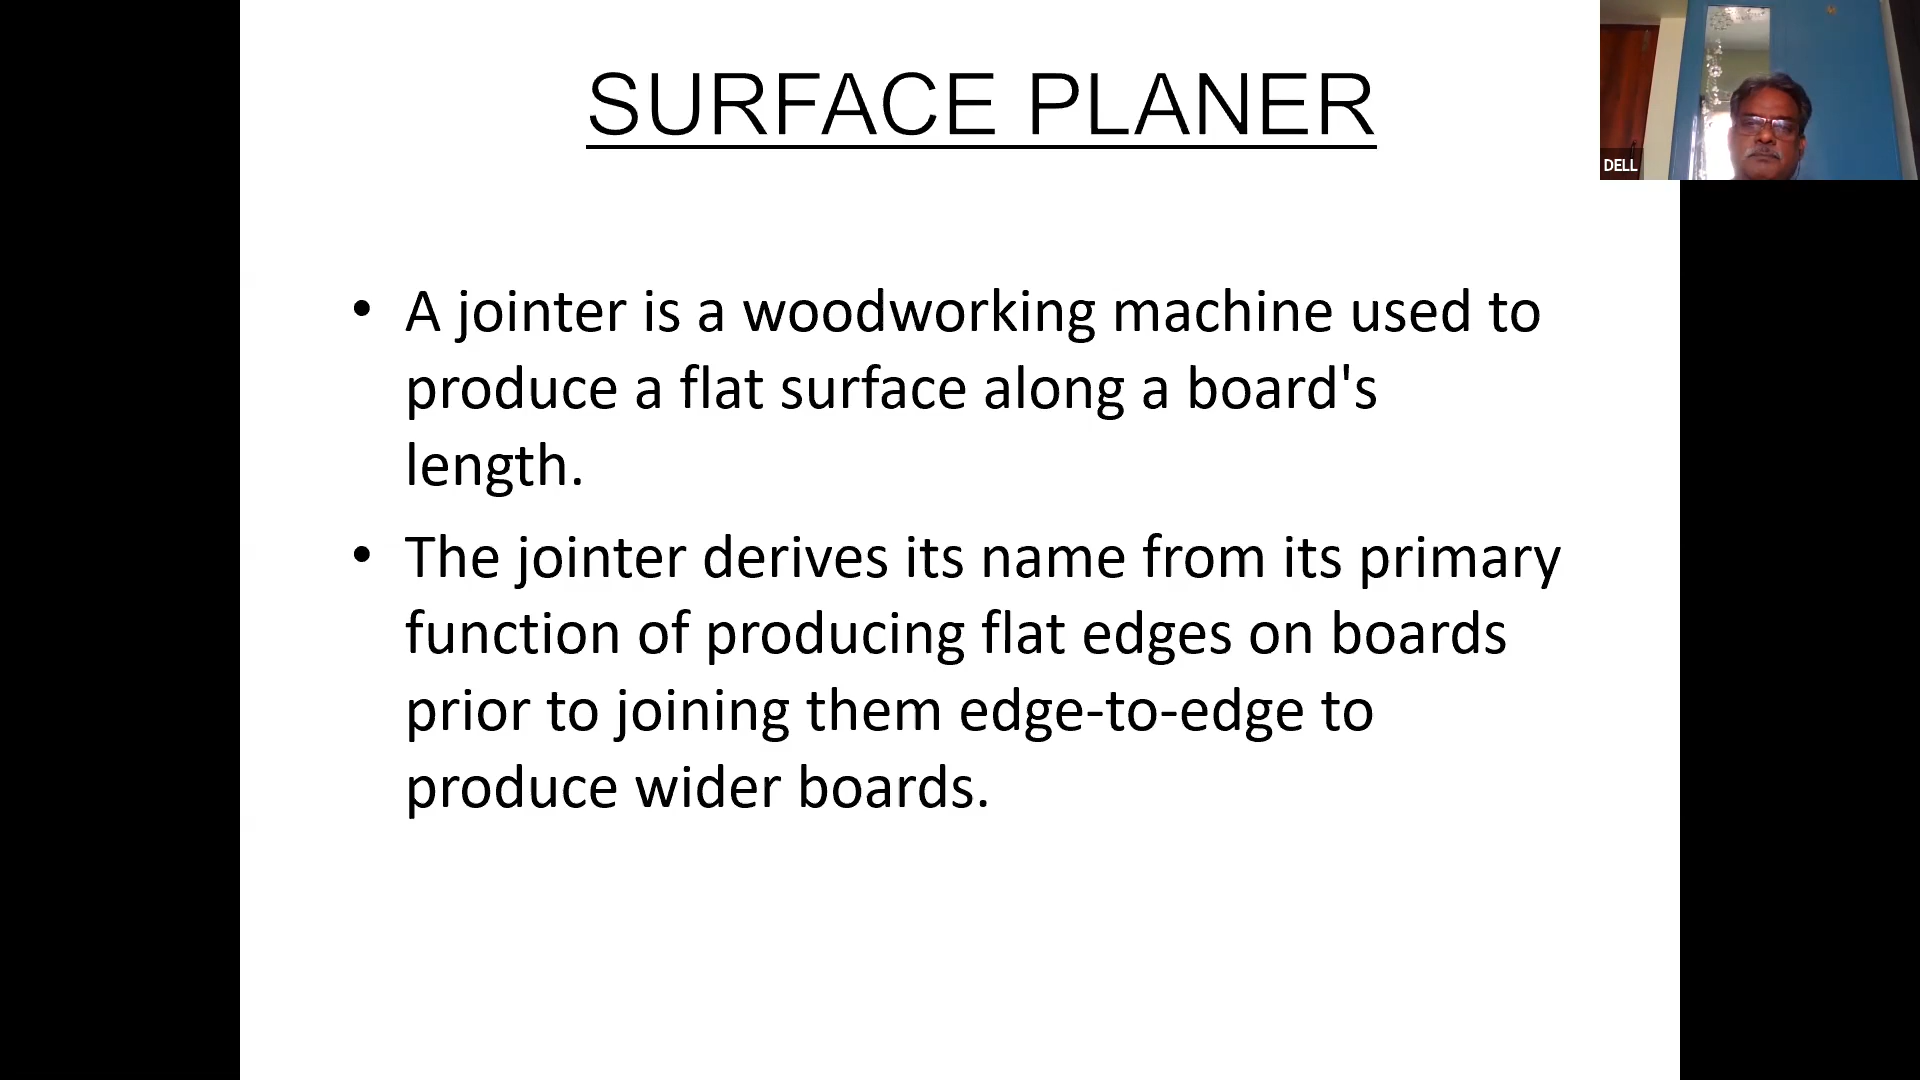 SURFACE PLANER
DELL
• A jointer is a woodworking machine used to
produce a flat surface along a board's
length.
• The jointer derives its name from its primary
function of producing flat edges on boards
prior to joining them edge-to-edge to
produce wider boards.